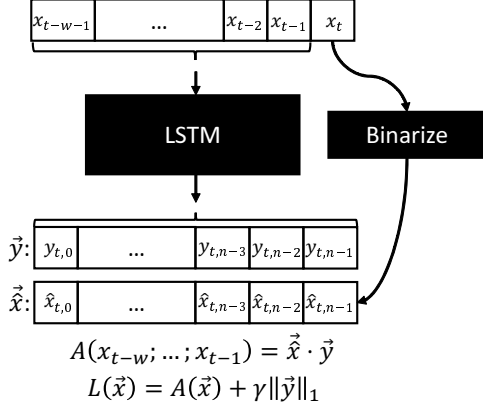 x_{t-w-1} ... x_{t-2} x_{t-1} x_t
LSTM
Binarize
\vec{y}: y_{t,0} ... y_{t,n-3} y_{t,n-2} y_{t,n-1}
\vec{\hat{x}}: \hat{x}_{t,0} ... \hat{x}_{t,n-3} \hat{x}_{t,n-2} \hat{x}_{t,n-1}
A(x_{t-w}; ...; x_{t-1}) = \vec{\hat{x}} · \vec{y}
L(\vec{x}) = A(\vec{x}) + γ‖\vec{y}‖_1